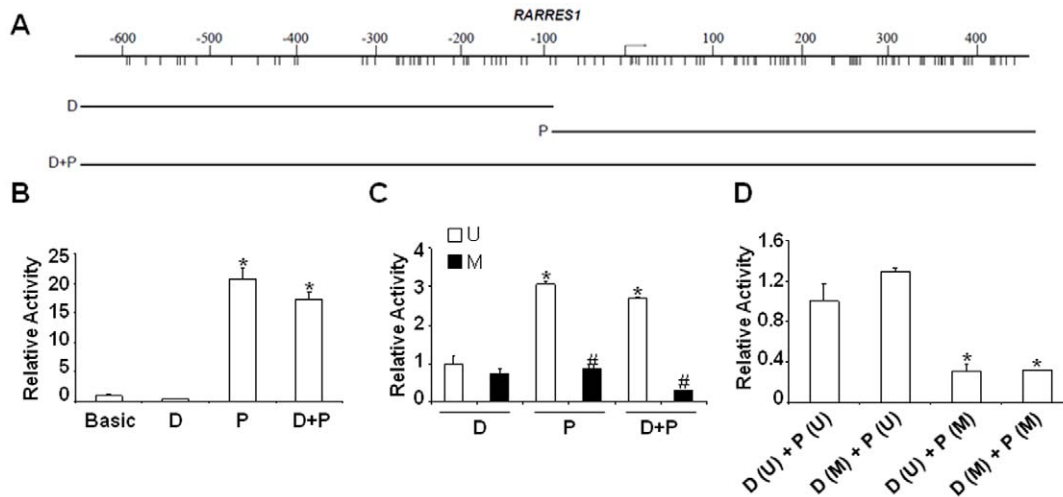 RARRES1
A
-600 -500 -400 -300 -200 -100 100 200 300 400
D
P
D+P
B
Relative Activity
25
20
15
10
5
0
* *
Basic D P D+P
C
Relative Activity
U
M
4
3
2
1
0
* # * #
D P D+P
D
Relative Activity
1.6
1.2
0.8
0.4
0
* *
D (U) + P (U)
D (M) + P (U)
D (U) + P (M)
D (M) + P (M)